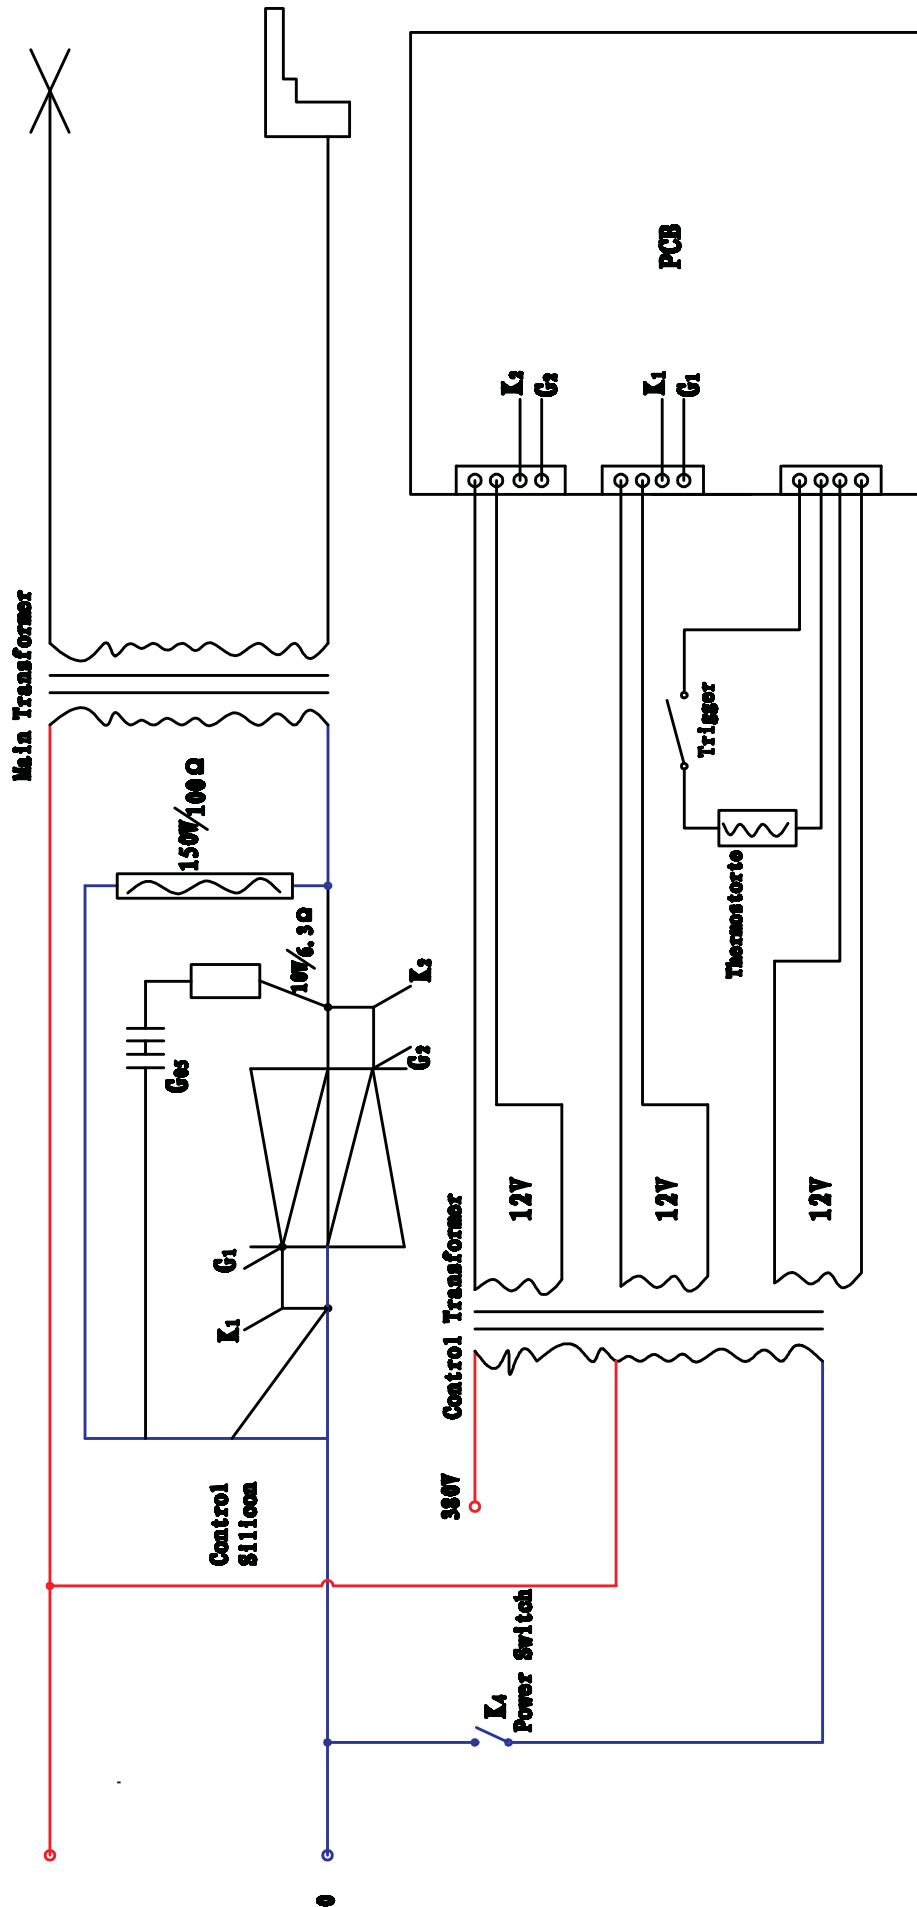 Main Transformer
150W/100Ω
10W/6.3Ω
G05
K2
G2
G1
K1
Control
Silicon
PCB
K2
G2
K1
G1
Trigger
Thermostorte
12V
12V
12V
Control Transformer
380V
K4
Power Switch
0